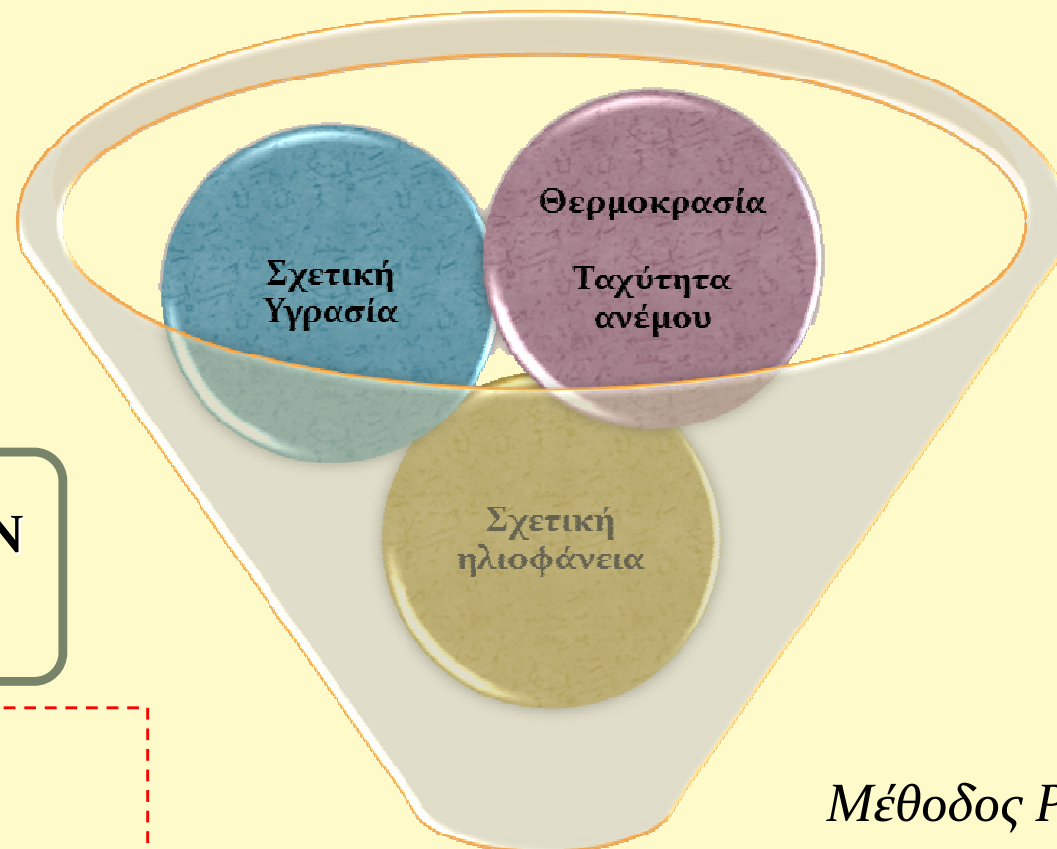 Θερμοκρασία
Σχετική
Υγρασία
Ταχύτητα
ανέμου
Σχετική
ηλιοφάνεια
Μέθοδος